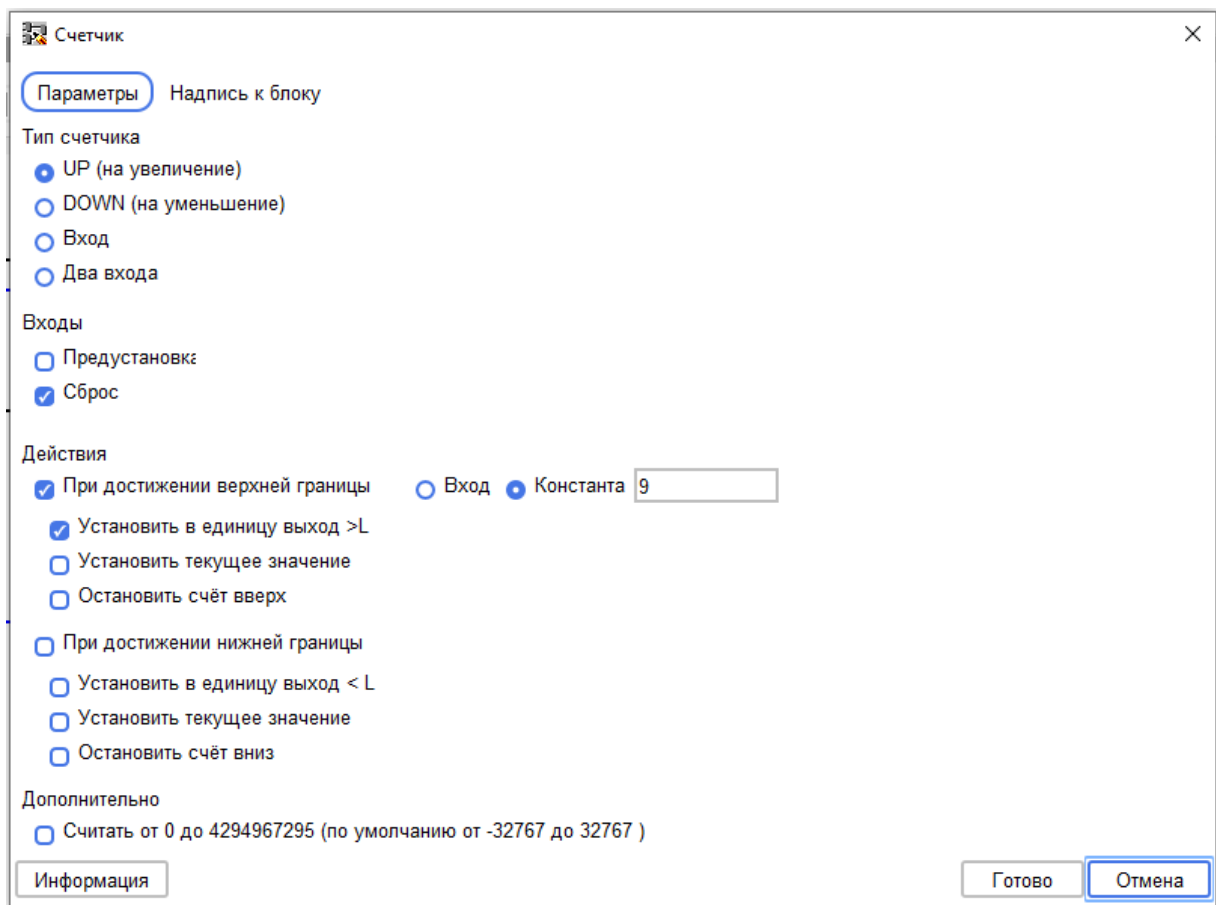 Счетчик
Параметры Надпись к блоку
Тип счетчика
UP (на увеличение)
DOWN (на уменьшение)
Вход
Два входа
Входы
Предустановка
Сброс
Действия
При достижении верхней границы Вход Константа 9
Установить в единицу выход >L
Установить текущее значение
Остановить счёт вверх
При достижении нижней границы
Установить в единицу выход < L
Установить текущее значение
Остановить счёт вниз
Дополнительно
Считать от 0 до 4294967295 (по умолчанию от -32767 до 32767 )
Информация Готово Отмена